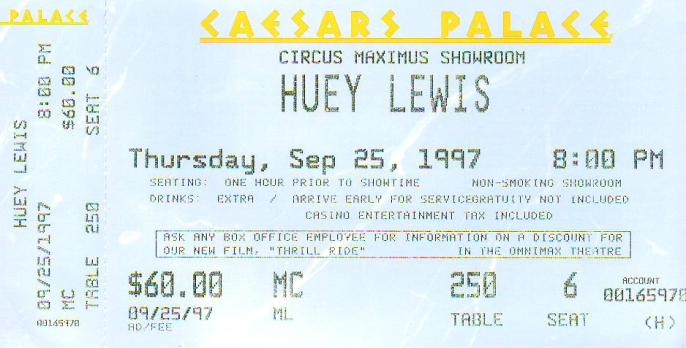 CAESARS PALACE
CIRCUS MAXIMUS SHOWROOM
HUEY LEWIS
Thursday, Sep 25, 1997 8:00 PM
SEATING: ONE HOUR PRIOR TO SHOWTIME NON-SMOKING SHOWROOM
DRINKS: EXTRA / ARRIVE EARLY FOR SERVICEGRATUITY NOT INCLUDED
CASINO ENTERTAINMENT TAX INCLUDED
ASK ANY BOX OFFICE EMPLOYEE FOR INFORMATION ON A DISCOUNT FOR
OUR NEW FILM, "THRILL RIDE" IN THE OMNIMAX THEATRE
$60.00 MC 250 6 ACCOUNT 00165970
09/25/97 ML TABLE SEAT (H)
AD/FEE
PALACE
HUEY LEWIS 8:00 PM
$60.00
09/25/1997
MC
TABLE 250 SEAT 6
00165970